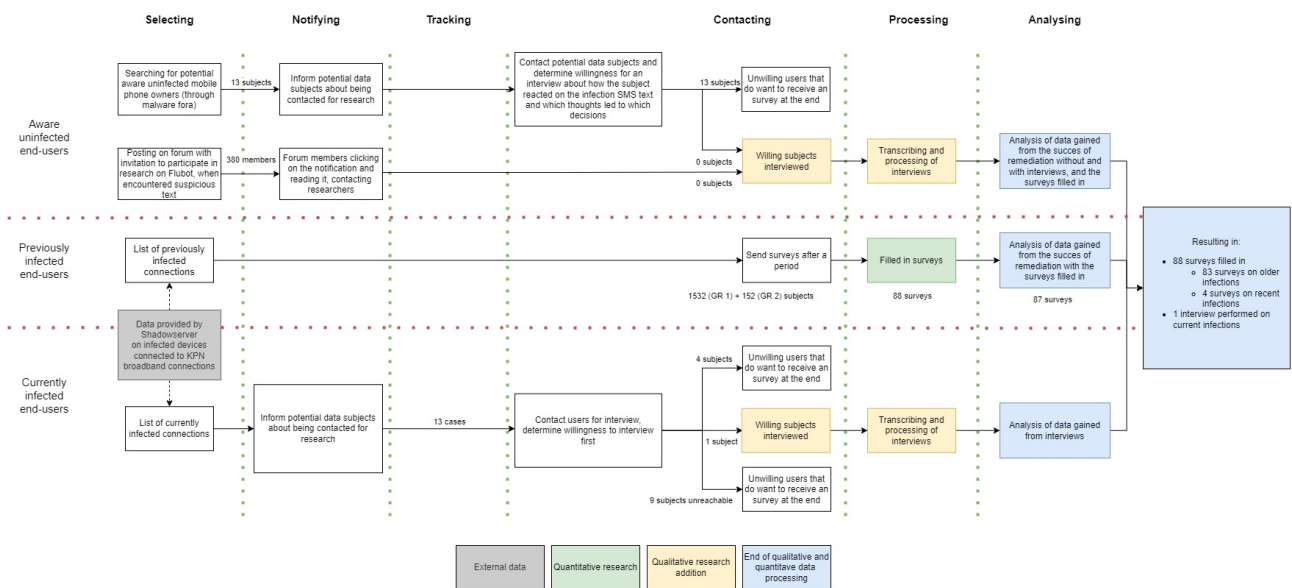 Selecting
Notifying
Tracking
Contacting
Processing
Analysing
Aware
uninfected
end-users
Searching for potential
aware uninfected mobile
phone owners (through
malware fora)
13 subjects
Inform potential data
subjects about being
contacted for research
Contact potential data subjects and
determine willingness for an
interview about how the subject
reacted on the infection SMS text
and which thoughts led to which
decisions
13 subjects
Unwilling users that
do want to receive an
survey at the end
Posting on forum with
invitation to participate in
research on Flubot, when
encountered suspicious
text
380 members
Forum members clicking
on the notification and
reading it, contacting
researchers
0 subjects
0 subjects
Willing subjects
interviewed
Transcribing and
processing of
interviews
Analysis of data gained
from the succes of
remediation without and
with interviews, and the
surveys filled in
Previously
infected
end-users
List of previously
infected connections
Send surveys after a
period
1532 (GR 1) + 152 (GR 2) subjects
Filled in surveys
88 surveys
Analysis of data gained
from the succes of
remediation with the
surveys filled in
87 surveys
Resulting in:
• 88 surveys filled in
◦ 83 surveys on older
infections
◦ 4 surveys on recent
infections
• 1 interview performed on
current infections
Data provided by
Shadowserver
on infected devices
connected to KPN
broadband connections
Currently
infected
end-users
List of currently
infected connections
Inform potential data subjects
about being contacted for
research
13 cases
Contact users for interview,
determine willingness to interview
first
4 subjects
Unwilling users that
do want to receive an
survey at the end
1 subject
Willing subjects
interviewed
Transcribing and
processing of
interviews
Analysis of data gained
from interviews
9 subjects unreachable
Unwilling users that
do want to receive an
survey at the end
External data
Quantitative research
Qualitative research
addition
End of qualitative and
quantitave data
processing